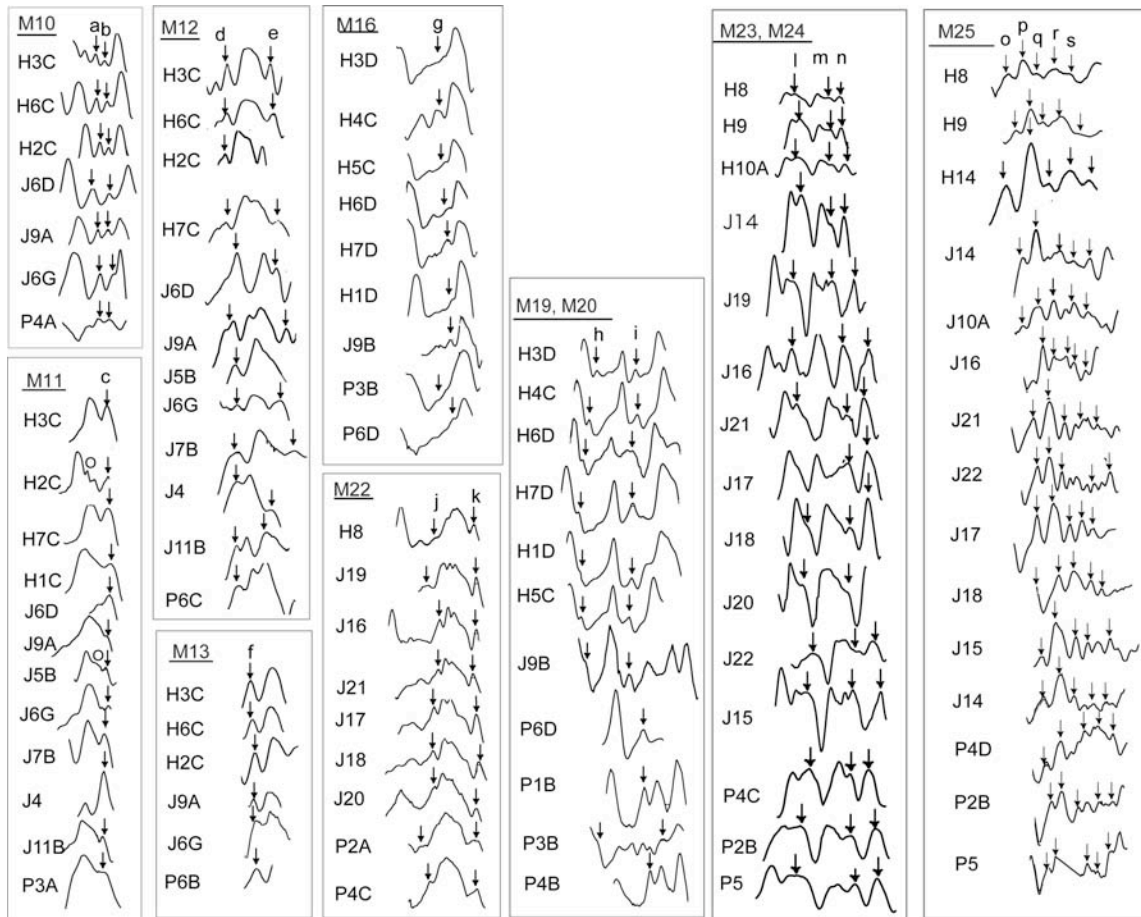 M10
a b
H3C
H6C
H2C
J6D
J9A
J6G
P4A
M11
c
H3C
O
H2C
H7C
H1C
J6D
J9A
O
J5B
J6G
J7B
J4
J11B
P3A
M12
d e
H3C
H6C
H2C
H7C
J6D
J9A
J5B
J6G
J7B
J4
J11B
P6C
M13
f
H3C
H6C
H2C
J9A
J6G
P6B
M16
g
H3D
H4C
H5C
H6D
H7D
H1D
J9B
P3B
P6D
M22
j k
H8
J19
J16
J21
J17
J18
J20
P2A
P4C
M19, M20
h i
H3D
H4C
H6D
H7D
H1D
H5C
J9B
P6D
P1B
P3B
P4B
M23, M24
l m n
H8
H9
H10A
J14
J19
J16
J21
J17
J18
J20
J22
J15
P4C
P2B
P5
M25
o p q r s
H8
H9
H14
J14
J10A
J16
J21
J22
J17
J18
J15
J14
P4D
P2B
P5